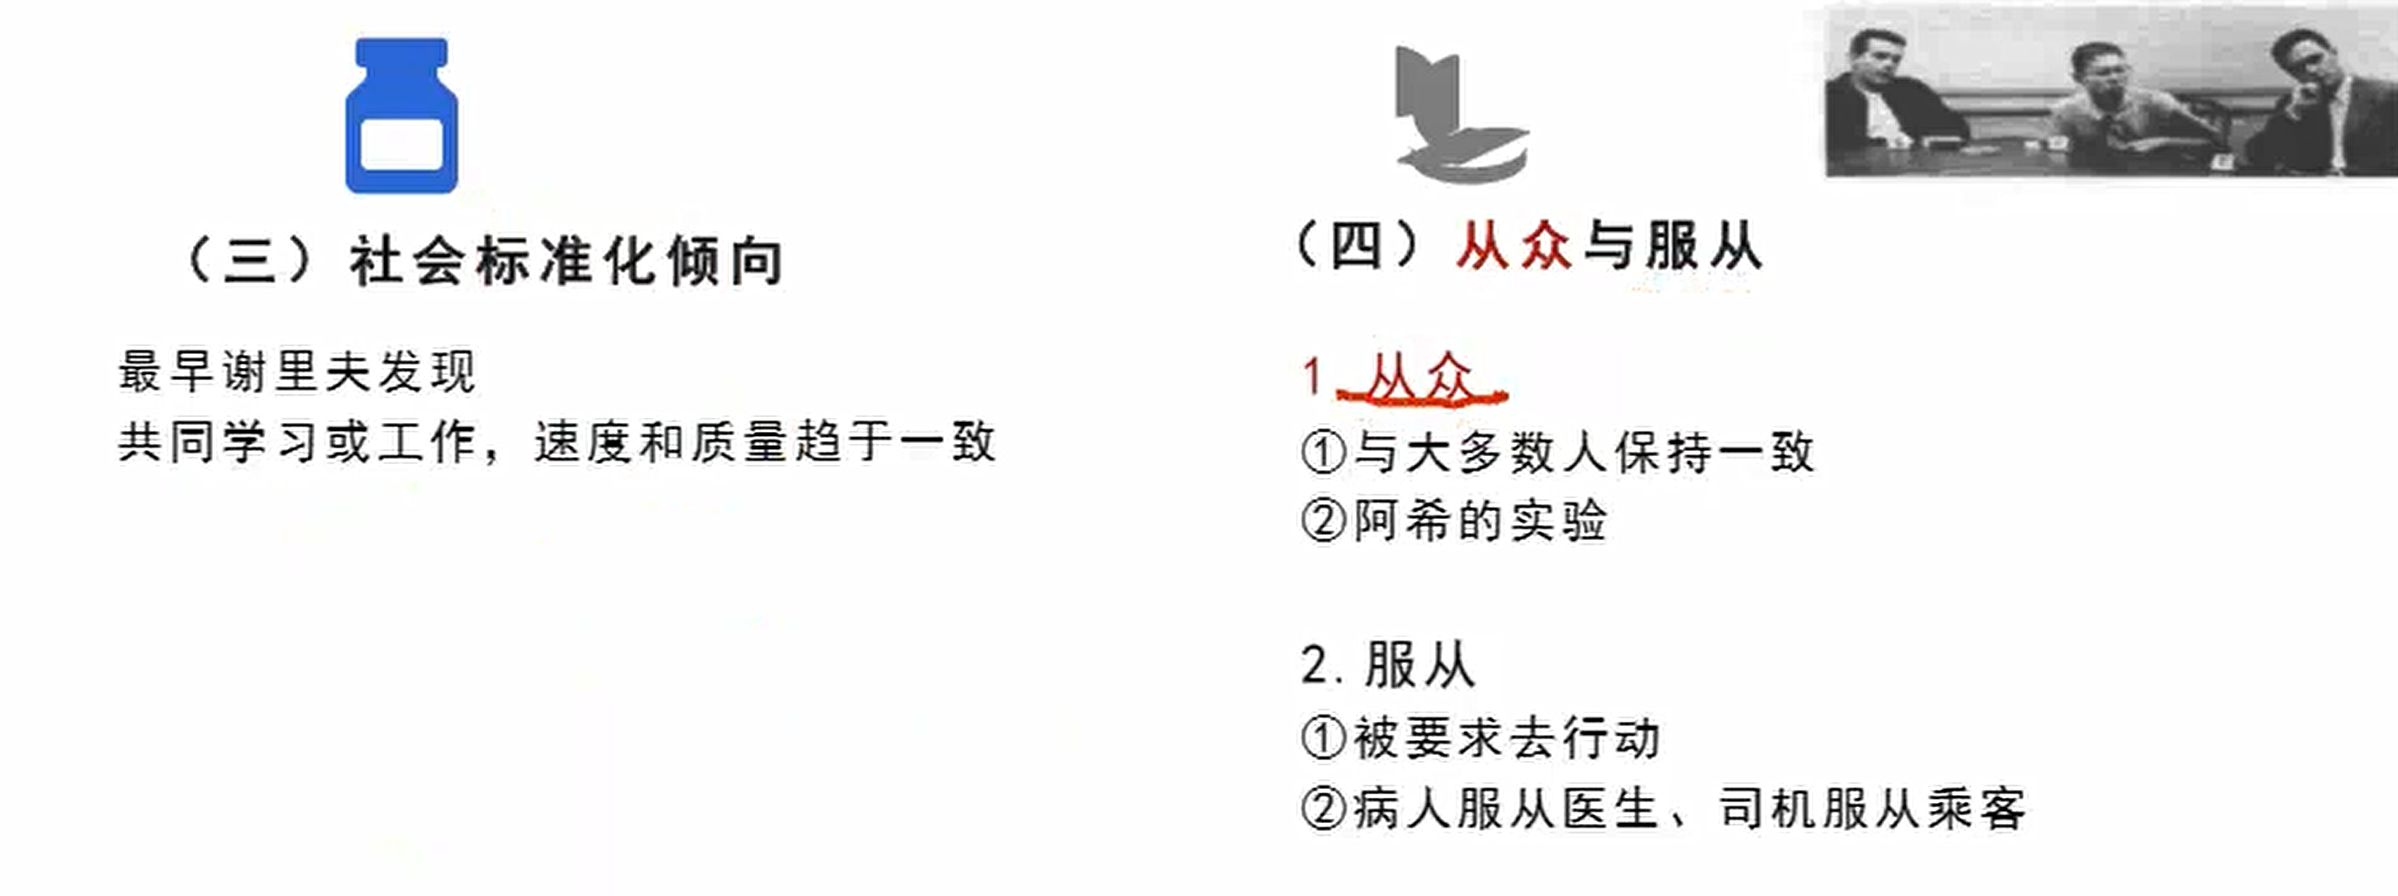 （三）社会标准化倾向
最早谢里夫发现
共同学习或工作，速度和质量趋于一致
（四）从众与服从
1 从众
①与大多数人保持一致
②阿希的实验
2. 服从
①被要求去行动
②病人服从医生、司机服从乘客